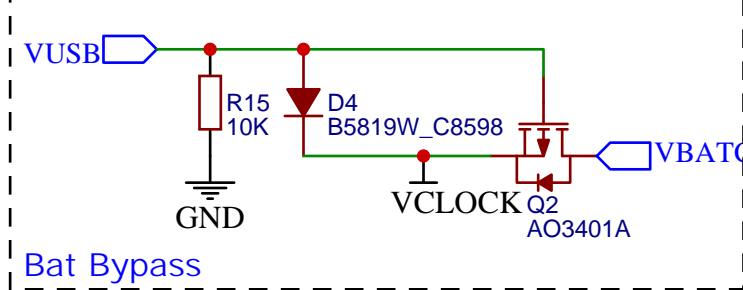 VUSB
R15
10K
D4
B5819W_C8598
GND
VCLOCK
Q2
AO3401A
Bat Bypass